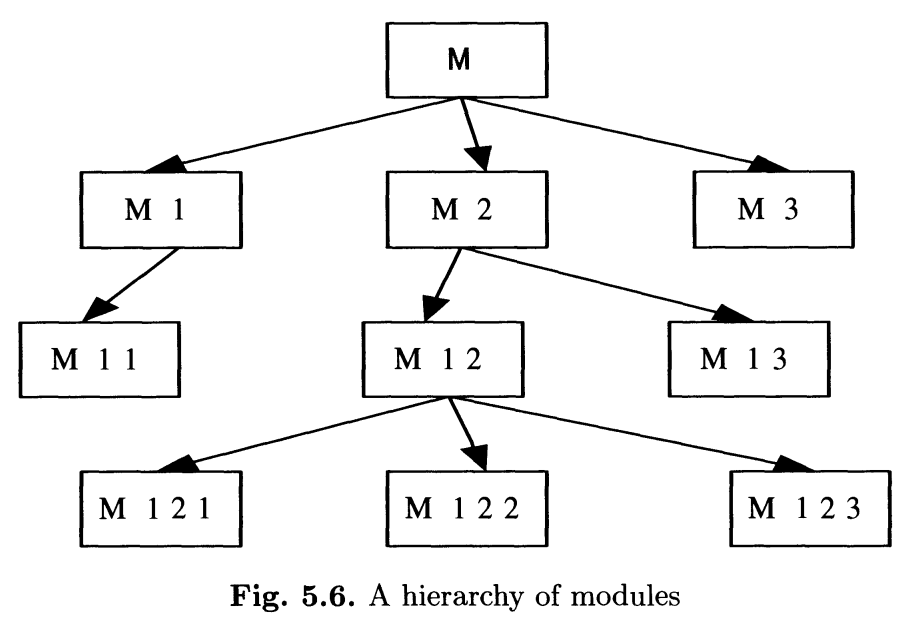 M
M 1
M 2
M 3
M 1 1
M 1 2
M 1 3
M 1 2 1
M 1 2 2
M 1 2 3
Fig. 5.6. A hierarchy of modules